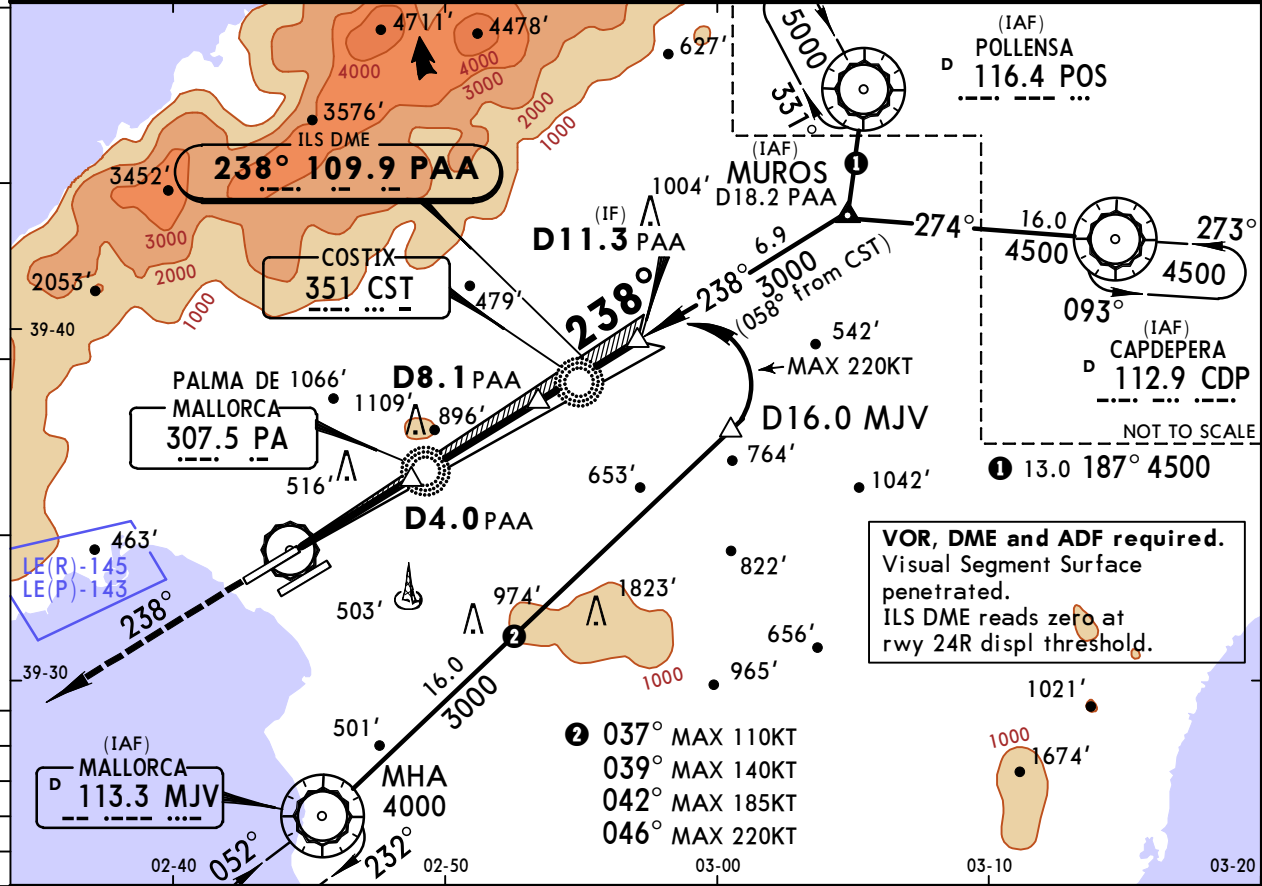 4711′
4478′
627′
4000
4000
3000
2000
1000
3576′
5000
331°
(IAF)
POLLENSA
D 116.4 POS
ILS DME
238° 109.9 PAA
3452′
3000
2000
1000
2053′
1
(IAF)
MUROS
D18.2 PAA
1004′
(IF)
D11.3 PAA
274°
16.0
4500
273°
4500
093°
6.9
238° 3000
(058° from CST)
238°
COSTIX
351 CST
479′
39-40
542′
MAX 220KT
(IAF)
CAPDEPERA
D 112.9 CDP
NOT TO SCALE
1 13.0 187° 4500
PALMA DE
MALLORCA
307.5 PA
1066′
D8.1 PAA
1109′
896′
516′
D4.0 PAA
D16.0 MJV
764′
653′
1042′
822′
463′
LE(R)-145
LE(P)-143
238°
503′
974′
1823′
2
1000
656′
965′
VOR, DME and ADF required.
Visual Segment Surface
penetrated.
ILS DME reads zero at
rwy 24R displ threshold.
39-30
16.0
3000
501′
1021′
1000
1674′
(IAF)
MALLORCA
D 113.3 MJV
MHA
4000
052°
232°
2 037° MAX 110KT
039° MAX 140KT
042° MAX 185KT
046° MAX 220KT
02-40
02-50
03-00
03-10
03-20